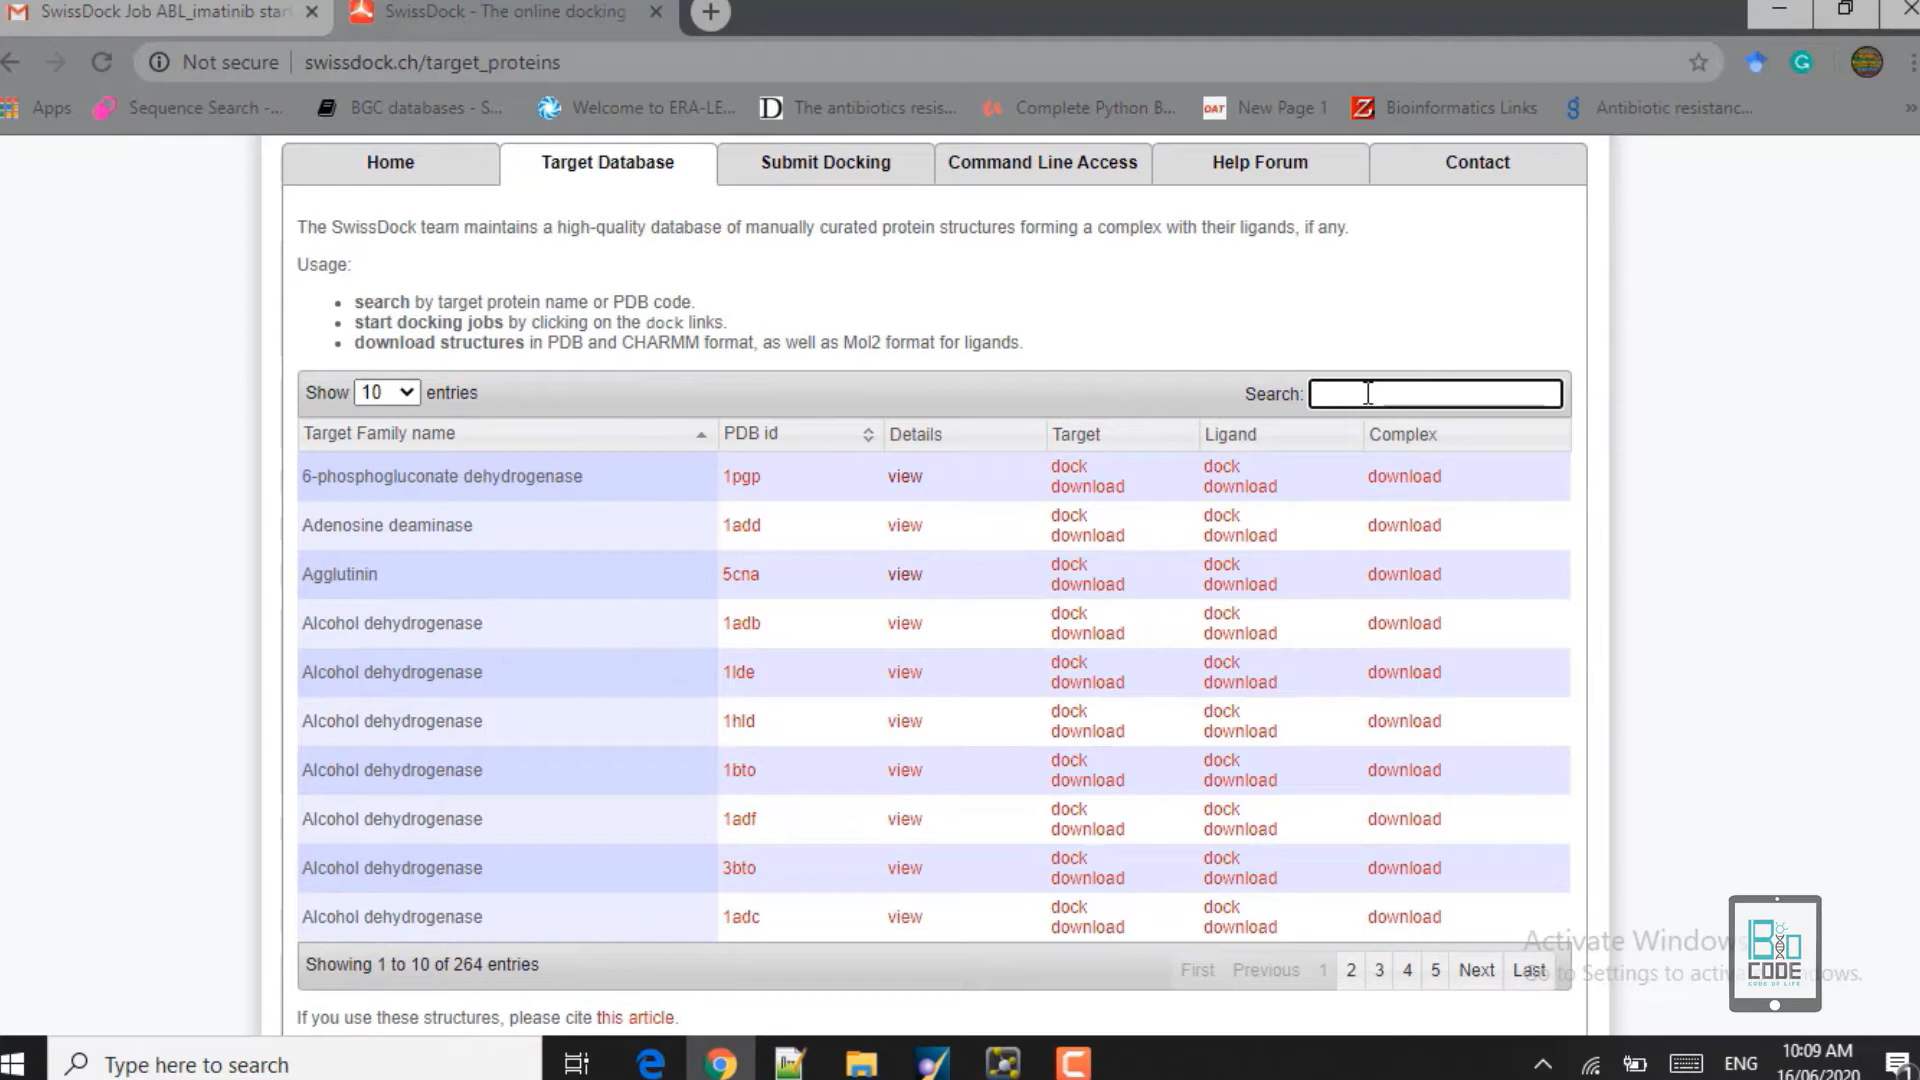 SwissDock Job ABL_imatinib star
SwissDock - The online docking
Not secure
swissdock.ch/target_proteins
Apps
Sequence Search -...
BGC databases - S...
Welcome to ERA-LE...
The antibiotics resis...
Complete Python B...
New Page 1
Bioinformatics Links
Antibiotic resistanc...
Home
Target Database
Submit Docking
Command Line Access
Help Forum
Contact
The SwissDock team maintains a high-quality database of manually curated protein structures forming a complex with their ligands, if any.
Usage:
search by target protein name or PDB code.
start docking jobs by clicking on the dock links.
download structures in PDB and CHARMM format, as well as Mol2 format for ligands.
Show 10 entries
Search:
Target Family name PDB id Details Target Ligand Complex
6-phosphogluconate dehydrogenase 1pgp view dock download dock download download
Adenosine deaminase 1add view dock download dock download download
Agglutinin 5cna view dock download dock download download
Alcohol dehydrogenase 1adb view dock download dock download download
Alcohol dehydrogenase 1lde view dock download dock download download
Alcohol dehydrogenase 1hld view dock download dock download download
Alcohol dehydrogenase 1bto view dock download dock download download
Alcohol dehydrogenase 1adf view dock download dock download download
Alcohol dehydrogenase 3bto view dock download dock download download
Alcohol dehydrogenase 1adc view dock download dock download download
Showing 1 to 10 of 264 entries
First Previous 1 2 3 4 5 Next Last
If you use these structures, please cite this article.
Activate Window
Go to Settings to activ ows.
BIO
CODE
CODE OF LIFE
Type here to search
ENG
10:09 AM
16/06/2020